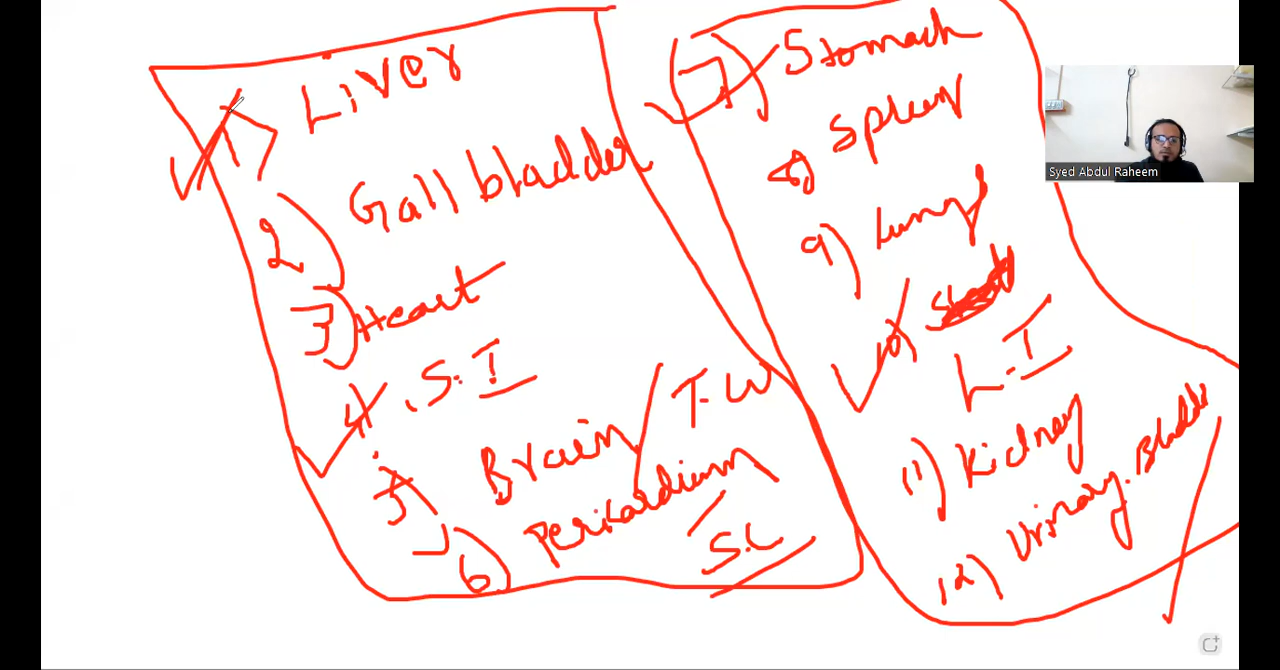 1) Liver
2) Gall bladder
3) Heart
4. S.I
5) Brain / T.W
6) Pericardium
S.C
7) Stomach
8)
9) Lungs
10)
L.I
11) Kidney
12) Urinary. Bladder
Syed Abdul Raheem